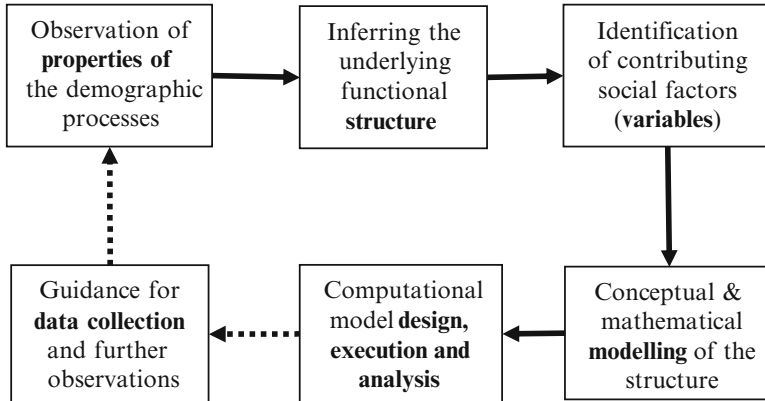 Observation of
properties of
the demographic
processes
Inferring the
underlying
functional
structure
Identification
of contributing
social factors
(variables)
Guidance for
data collection
and further
observations
Computational
model design,
execution and
analysis
Conceptual &
mathematical
modelling of the
structure